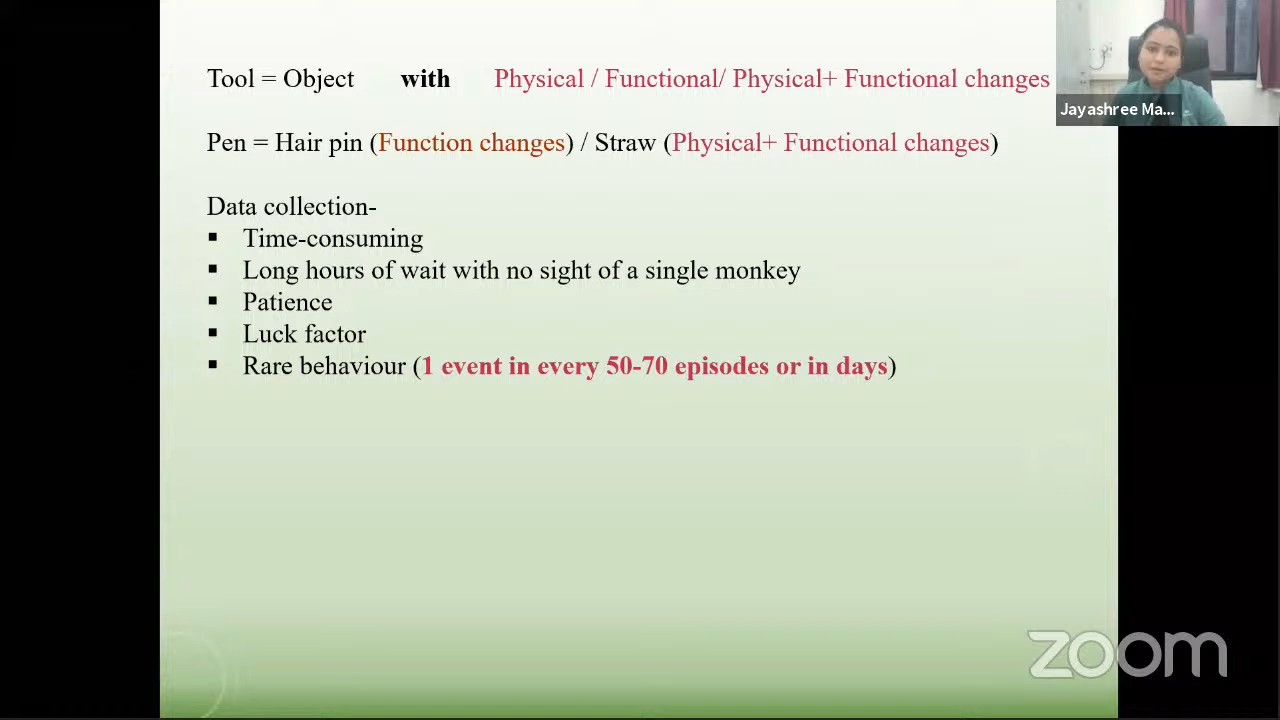 Tool = Object with Physical / Functional/ Physical+ Functional changes
Jayashree Ma...
Pen = Hair pin (Function changes) / Straw (Physical+ Functional changes)
Data collection-
▪ Time-consuming
▪ Long hours of wait with no sight of a single monkey
▪ Patience
▪ Luck factor
▪ Rare behaviour (1 event in every 50-70 episodes or in days)
zoom